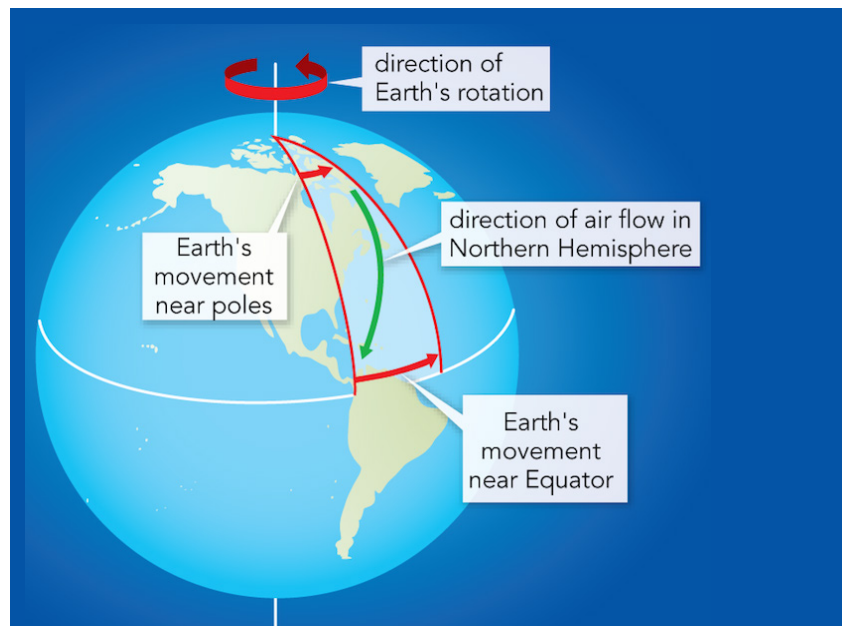 direction of
Earth's rotation
direction of air flow in
Northern Hemisphere
Earth's
movement
near poles
Earth's
movement
near Equator